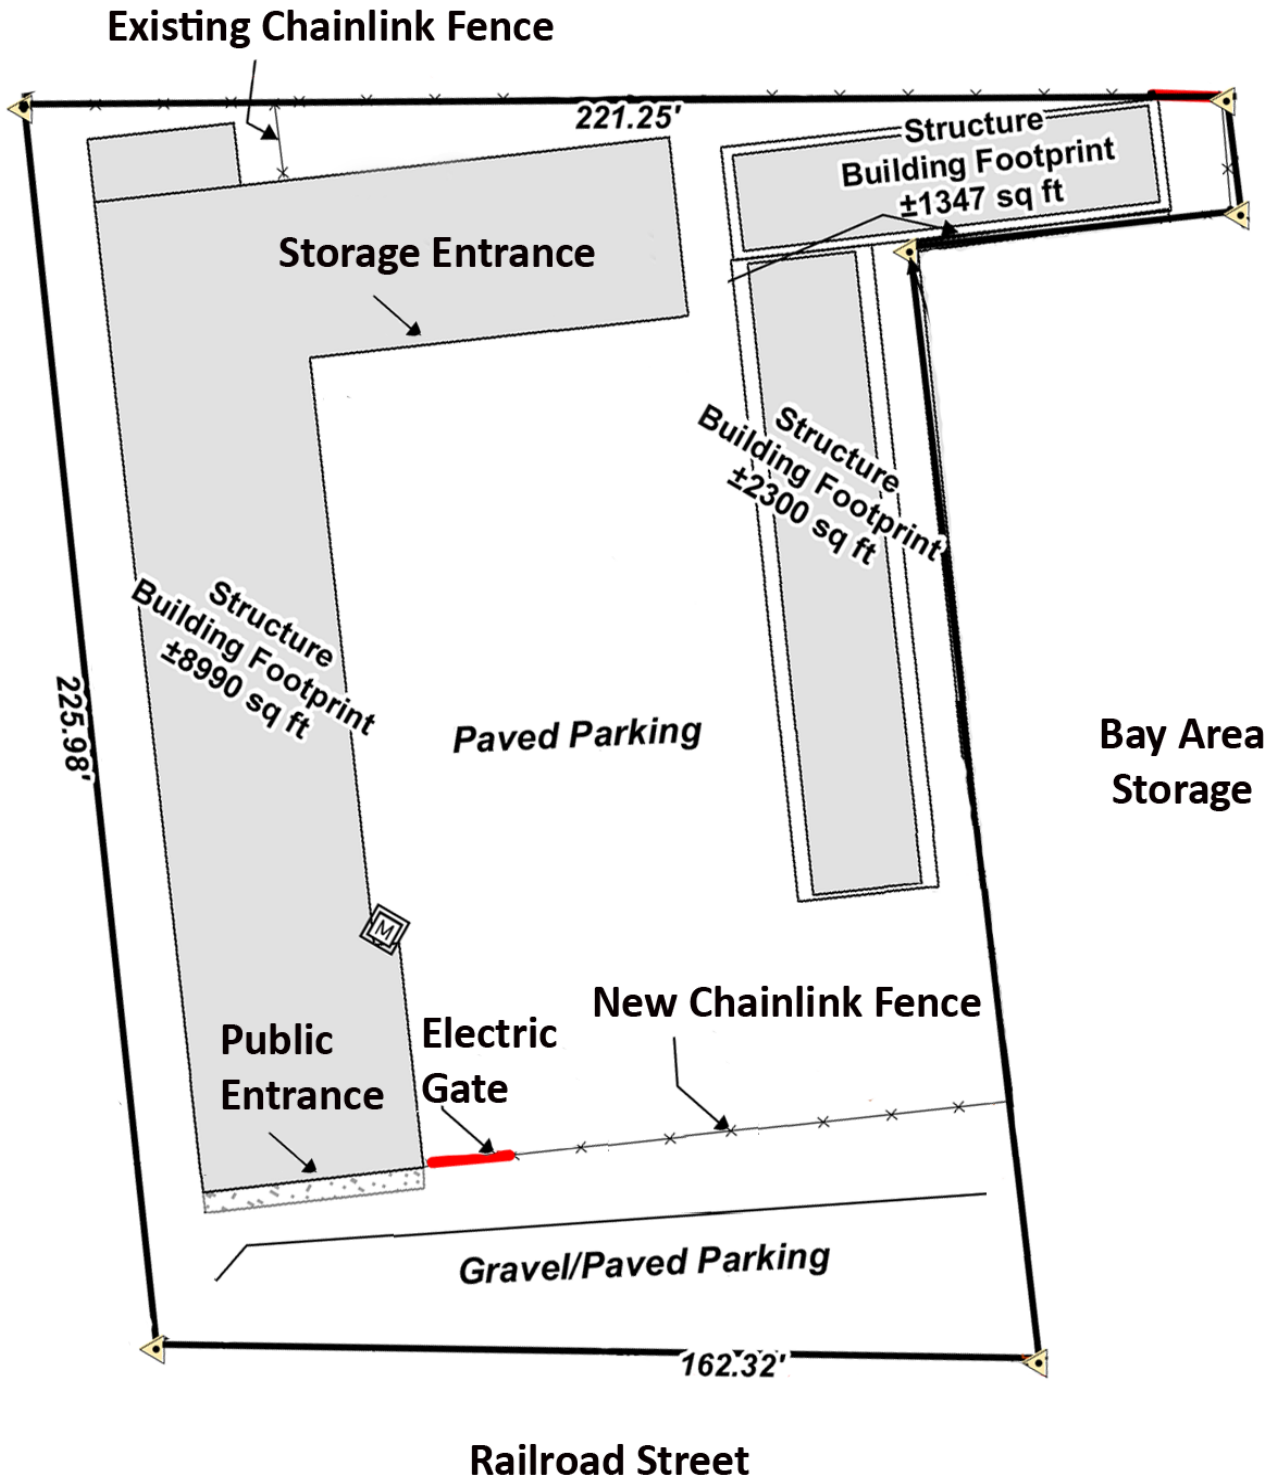 Existing Chainlink Fence
221.25'
Structure
Building Footprint
±1347 sq ft
Storage Entrance
Structure
Building Footprint
±2300 sq ft
Structure
Building Footprint
±8990 sq ft
225.98'
Paved Parking
Bay Area
Storage
M
New Chainlink Fence
Public
Entrance
Electric
Gate
Gravel/Paved Parking
162.32'
Railroad Street